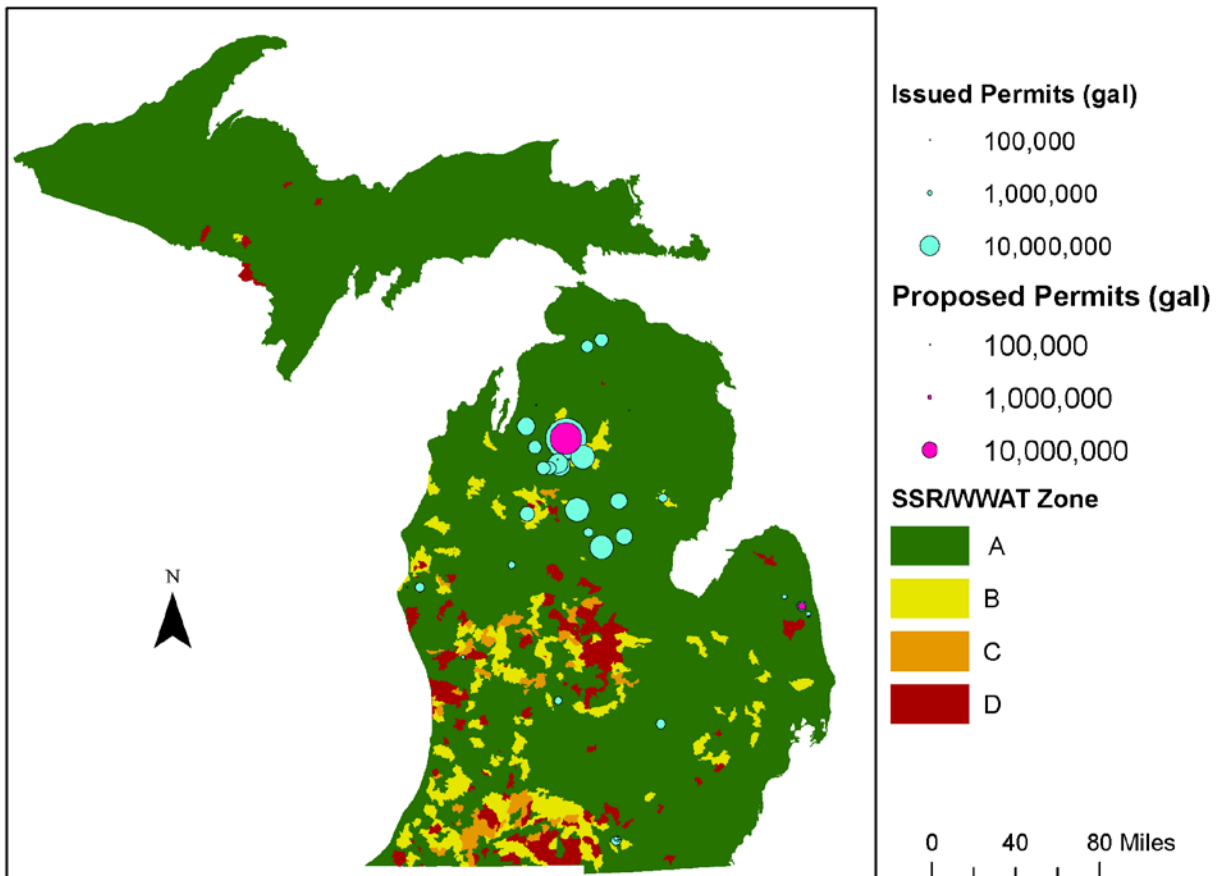 Issued Permits (gal)
100,000
1,000,000
10,000,000
Proposed Permits (gal)
100,000
1,000,000
10,000,000
SSR/WWAT Zone
A
B
C
D
N
0 40 80 Miles